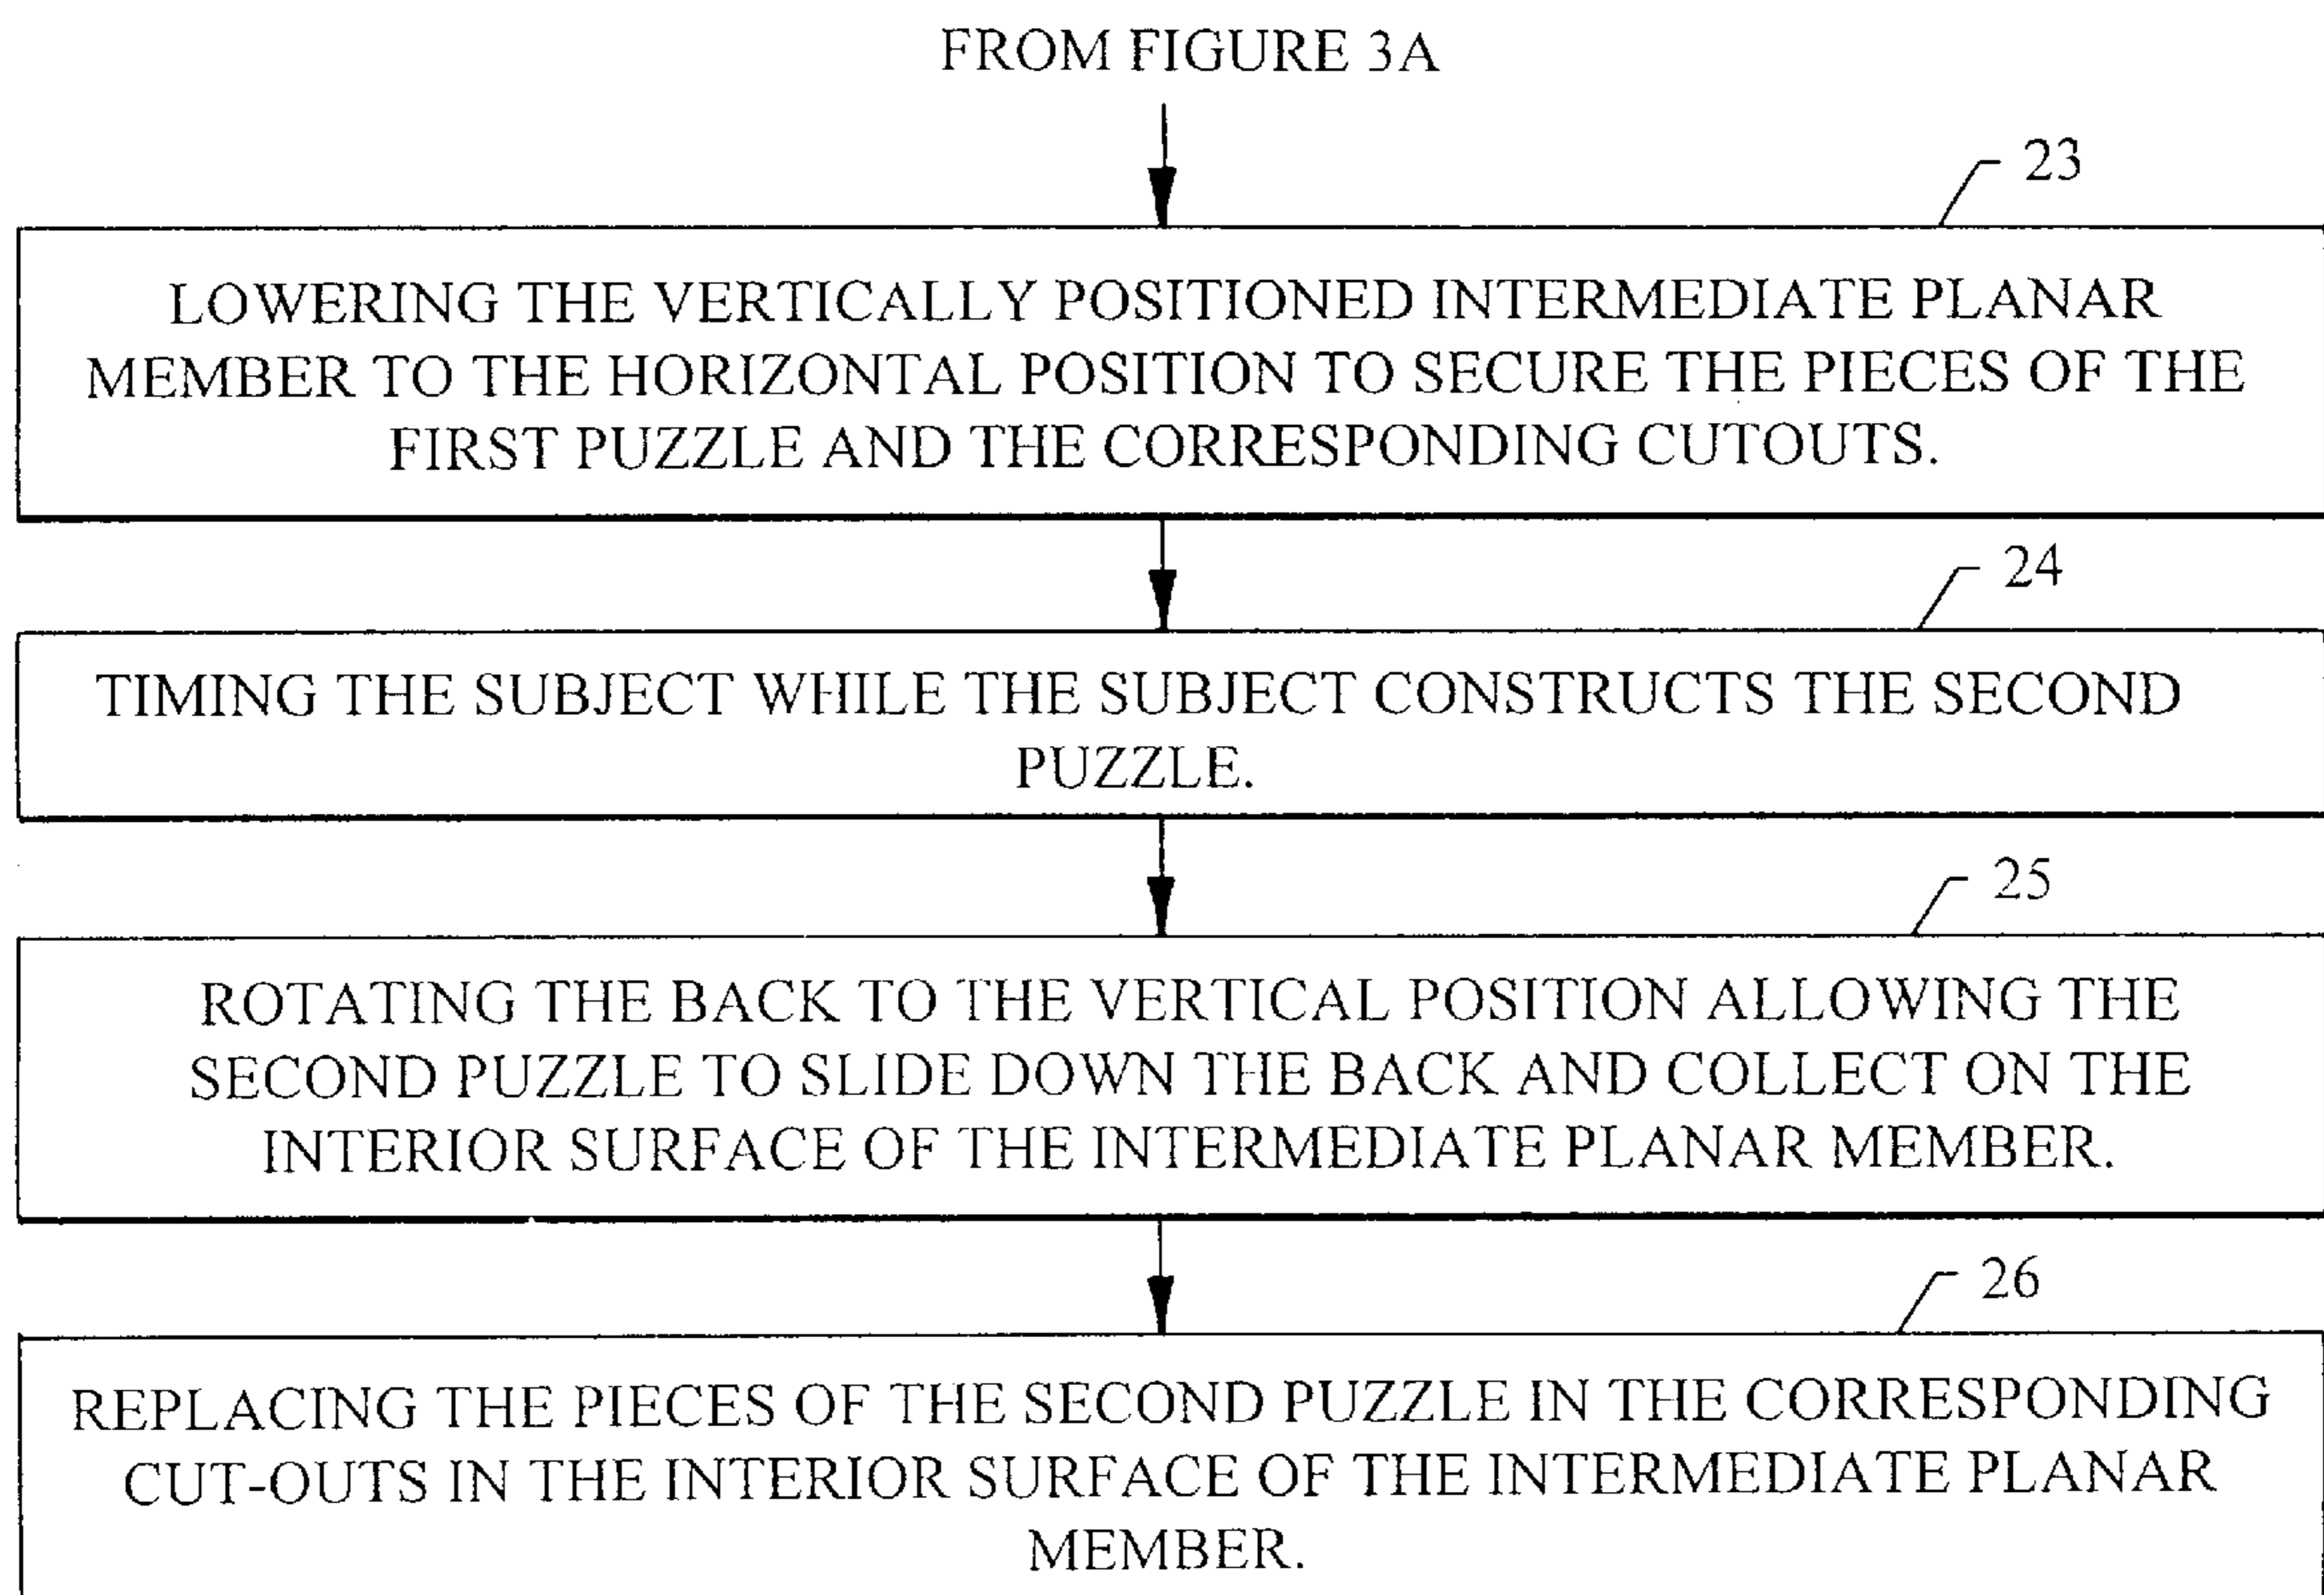 FROM FIGURE 3A
23
LOWERING THE VERTICALLY POSITIONED INTERMEDIATE PLANAR
MEMBER TO THE HORIZONTAL POSITION TO SECURE THE PIECES OF THE
FIRST PUZZLE AND THE CORRESPONDING CUTOUTS.
24
TIMING THE SUBJECT WHILE THE SUBJECT CONSTRUCTS THE SECOND
PUZZLE.
25
ROTATING THE BACK TO THE VERTICAL POSITION ALLOWING THE
SECOND PUZZLE TO SLIDE DOWN THE BACK AND COLLECT ON THE
INTERIOR SURFACE OF THE INTERMEDIATE PLANAR MEMBER.
26
REPLACING THE PIECES OF THE SECOND PUZZLE IN THE CORRESPONDING
CUT-OUTS IN THE INTERIOR SURFACE OF THE INTERMEDIATE PLANAR
MEMBER.